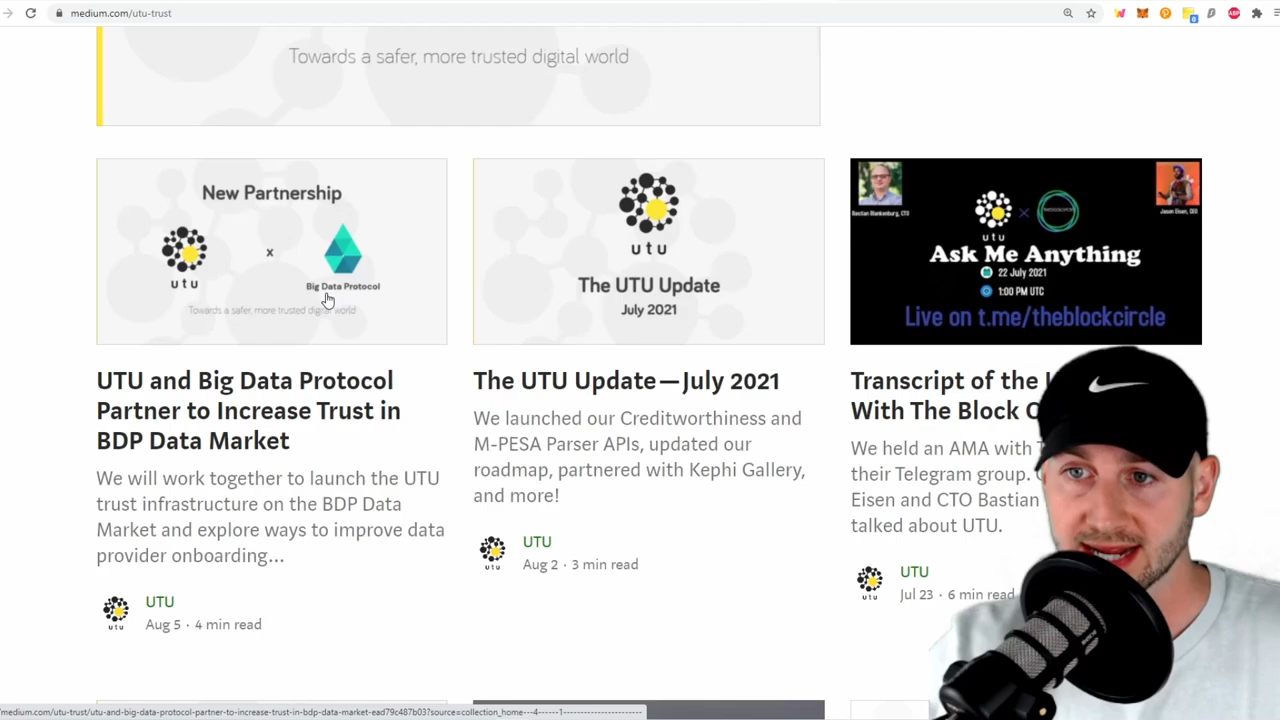 medium.com/utu-trust
Towards a safer, more trusted digital world
New Partnership
utu
x
Big Data Protocol
Towards a safer, more trusted digital world
utu
The UTU Update
July 2021
Bastian Blankenburg, CTO
Jason Eisen, CEO
utu
X
Ask Me Anything
22 July 2021
1:00 PM UTC
Live on t.me/theblockcircle
UTU and Big Data Protocol
Partner to Increase Trust in
BDP Data Market
We will work together to launch the UTU
trust infrastructure on the BDP Data
Market and explore ways to improve data
provider onboarding...
utu
UTU
Aug 5 · 4 min read
The UTU Update — July 2021
We launched our Creditworthiness and
M-PESA Parser APIs, updated our
roadmap, partnered with Kephi Gallery,
and more!
utu
UTU
Aug 2 · 3 min read
Transcript of the
With The Block
We held an AMA with
their Telegram group.
Eisen and CTO Bastian
talked about UTU.
utu
UTU
Jul 23 · 6 min read
/medium.com/utu-trust/utu-and-big-data-protocol-partner-to-increase-trust-in-bdp-data-market-ead79c487b03?source=collection_home---4------1-----------------------